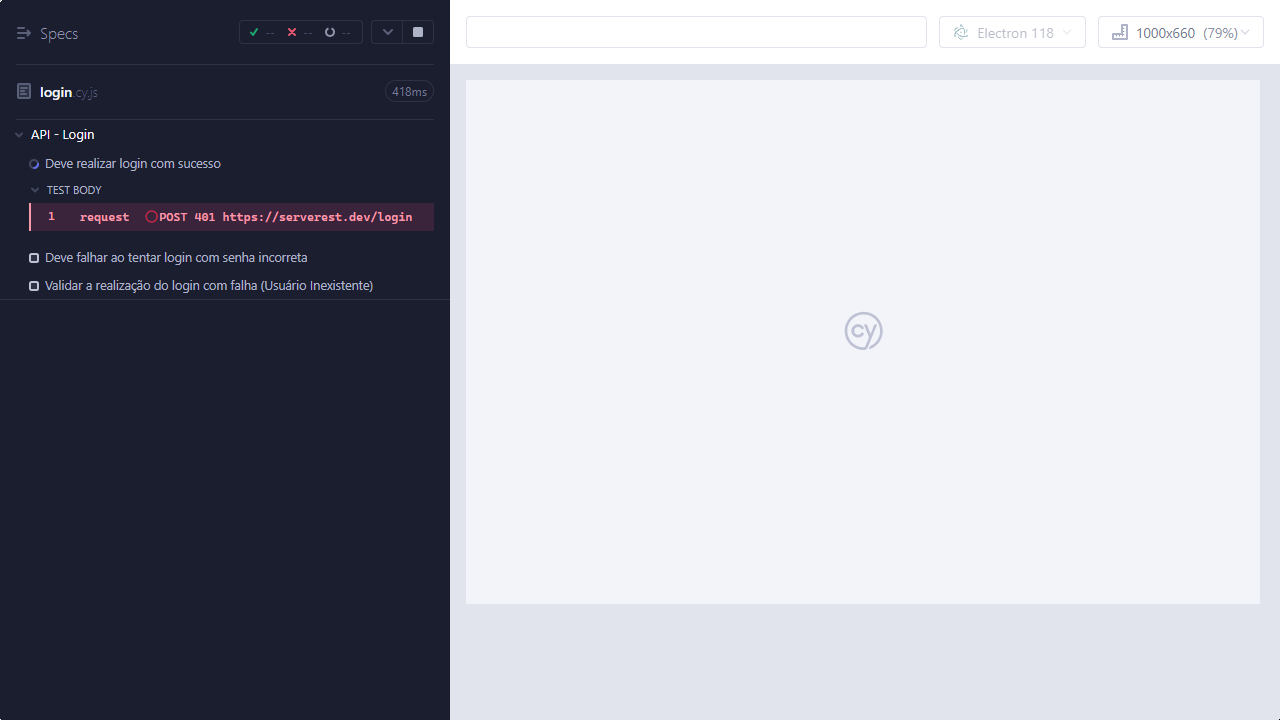 Specs
-- -- --
login.cy.js
418ms
API - Login
Deve realizar login com sucesso
TEST BODY
1 request POST 401 https://serverest.dev/login
Deve falhar ao tentar login com senha incorreta
Validar a realização do login com falha (Usuário Inexistente)
Electron 118
1000x660 (79%)
cy